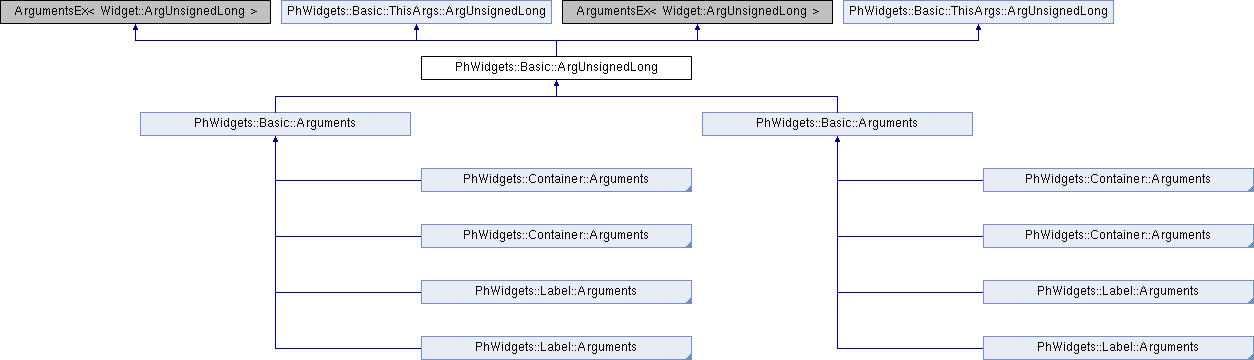 ArgumentsEx< Widget::ArgUnsignedLong >
PhWidgets::Basic::ThisArgs::ArgUnsignedLong
ArgumentsEx< Widget::ArgUnsignedLong >
PhWidgets::Basic::ThisArgs::ArgUnsignedLong
PhWidgets::Basic::ArgUnsignedLong
PhWidgets::Basic::Arguments
PhWidgets::Basic::Arguments
PhWidgets::Container::Arguments
PhWidgets::Container::Arguments
PhWidgets::Container::Arguments
PhWidgets::Container::Arguments
PhWidgets::Label::Arguments
PhWidgets::Label::Arguments
PhWidgets::Label::Arguments
PhWidgets::Label::Arguments